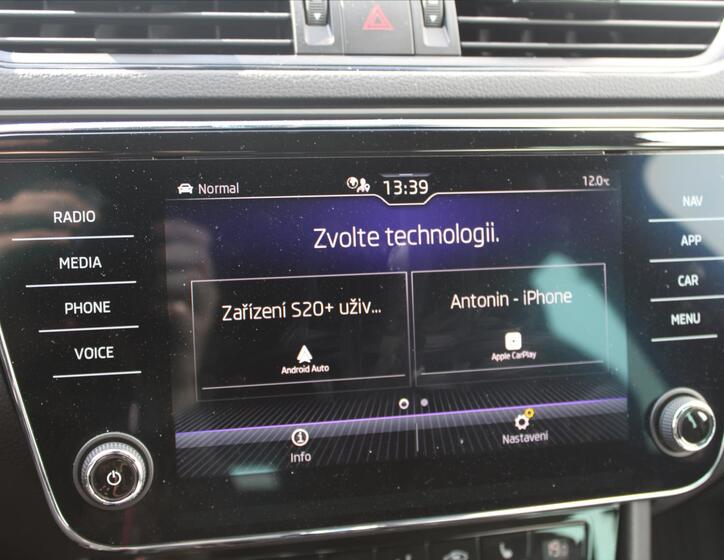 Normal
13:39
12.0°c
RADIO
MEDIA
PHONE
VOICE
NAV
APP
CAR
MENU
Zvolte technologii.
Zařízení S20+ uživ...
Android Auto
Antonin - iPhone
Apple CarPlay
Info
Nastavení